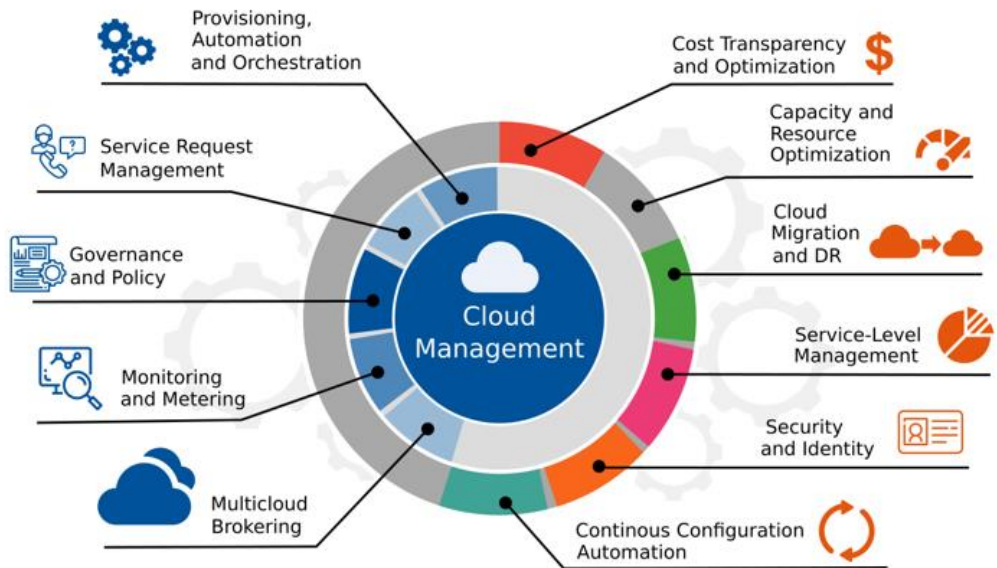 Provisioning,
Automation
and Orchestration
Service Request
Management
Governance
and Policy
Monitoring
and Metering
Multicloud
Brokering
Cloud
Management
Cost Transparency
and Optimization
$
Capacity and
Resource
Optimization
Cloud
Migration
and DR
Service-Level
Management
Security
and Identity
Continous Configuration
Automation
?